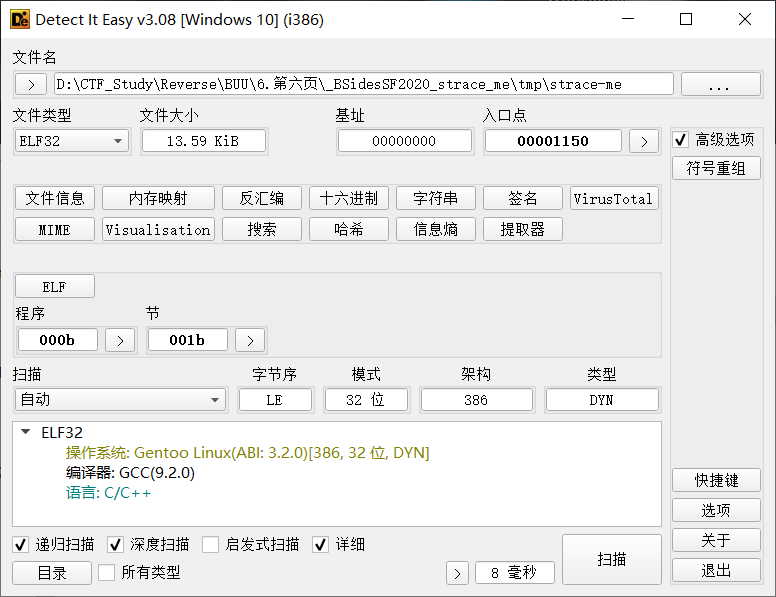 Detect It Easy v3.08 [Windows 10] (i386)
文件名
> D:\CTF_Study\Reverse\BUU\6.第六页\_BSidesSF2020_strace_me\tmp\strace-me ...
文件类型 文件大小 基址 入口点
ELF32 13.59 KiB 00000000 00001150 > 高级选项
符号重组
文件信息 内存映射 反汇编 十六进制 字符串 签名 VirusTotal
MIME Visualisation 搜索 哈希 信息熵 提取器
ELF
程序 节
000b > 001b >
扫描 字节序 模式 架构 类型
自动 LE 32 位 386 DYN
ELF32
操作系统: Gentoo Linux(ABI: 3.2.0)[386, 32 位, DYN]
编译器: GCC(9.2.0)
语言: C/C++
快捷键
选项
递归扫描 深度扫描 启发式扫描 详细 扫描 关于
目录 所有类型 > 8 毫秒 退出